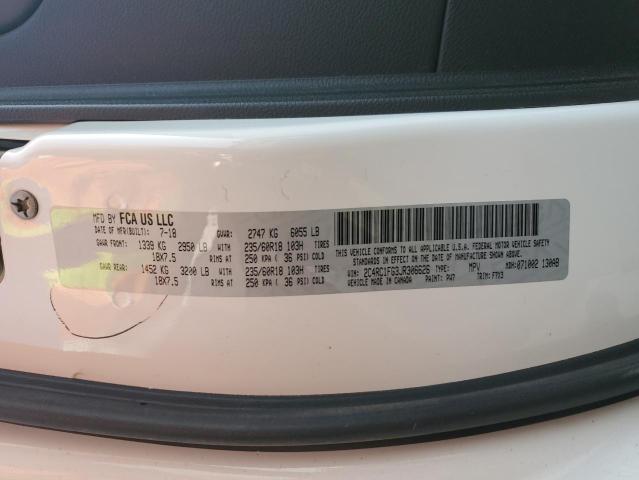 MFD BY FCA US LLC
DATE OF MFR(BUILT): 7-18 GVWR: 2747 KG 6055 LB
GAWR FRONT: 1339 KG 2950 LB WITH 235/60R18 103H TIRES
18X7.5 RIMS AT 250 KPA ( 36 PSI) COLD
GAWR REAR: 1452 KG 3200 LB WITH 235/60R18 103H TIRES
18X7.5 RIMS AT 250 KPA ( 36 PSI) COLD
THIS VEHICLE CONFORMS TO ALL APPLICABLE U.S.A. FEDERAL MOTOR VEHICLE SAFETY
STANDARDS IN EFFECT ON THE DATE OF MANUFACTURE SHOWN ABOVE.
VIN: 2C4RC1FG3JR306626 TYPE: MPV MDH:071002 130AB
VEHICLE MADE IN CANADA PAINT: PW7 TRIM: F7X9